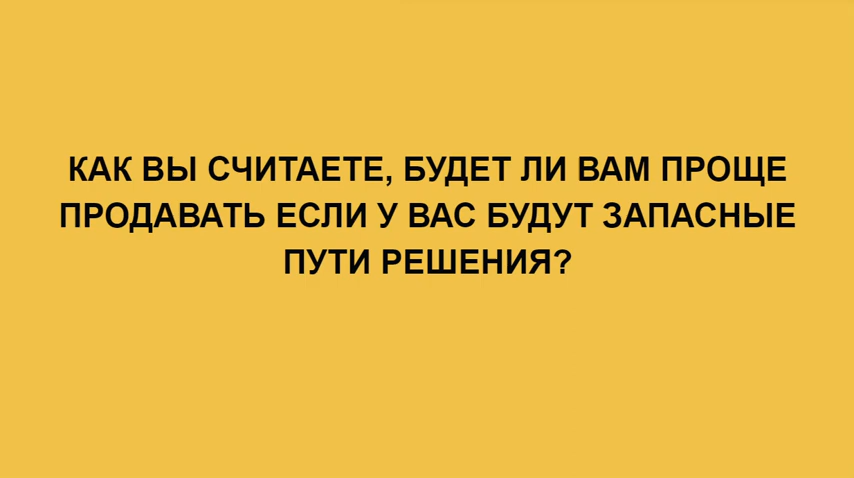 КАК ВЫ СЧИТАЕТЕ, БУДЕТ ЛИ ВАМ ПРОЩЕ
ПРОДАВАТЬ ЕСЛИ У ВАС БУДУТ ЗАПАСНЫЕ
ПУТИ РЕШЕНИЯ?